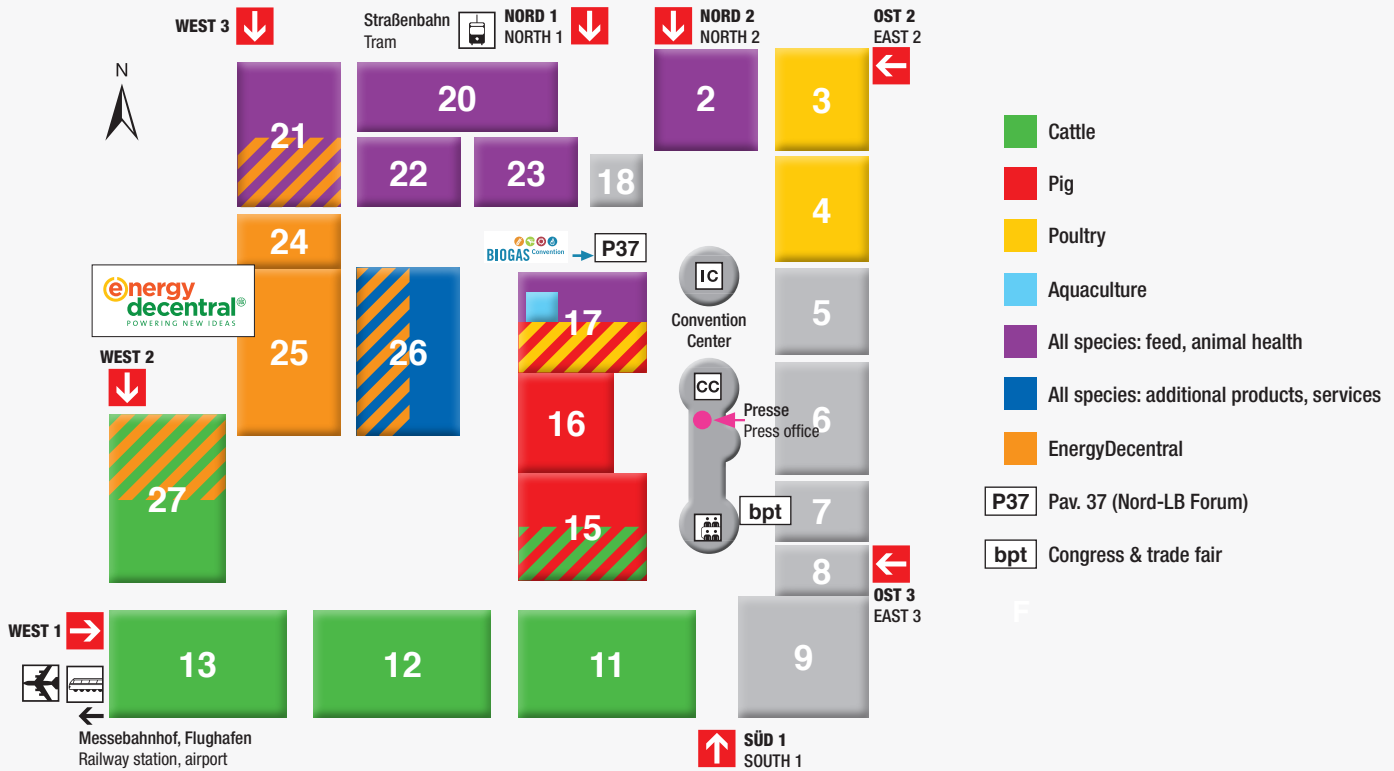 WEST 3
Straßenbahn
Tram
NORD 1
NORTH 1
NORD 2
NORTH 2
OST 2
EAST 2
N
21
20
22
23
18
2
3
4
24
25
26
energy
decentral
POWERING NEW IDEAS
BIOGAS Convention
P37
17
16
15
IC
Convention
Center
CC
Presse
Press office
bpt
5
6
7
8
9
WEST 2
27
WEST 1
13
12
11
OST 3
EAST 3
Messebahnhof, Flughafen
Railway station, airport
SÜD 1
SOUTH 1
Cattle
Pig
Poultry
Aquaculture
All species: feed, animal health
All species: additional products, services
EnergyDecentral
P37 Pav. 37 (Nord-LB Forum)
bpt Congress & trade fair
F